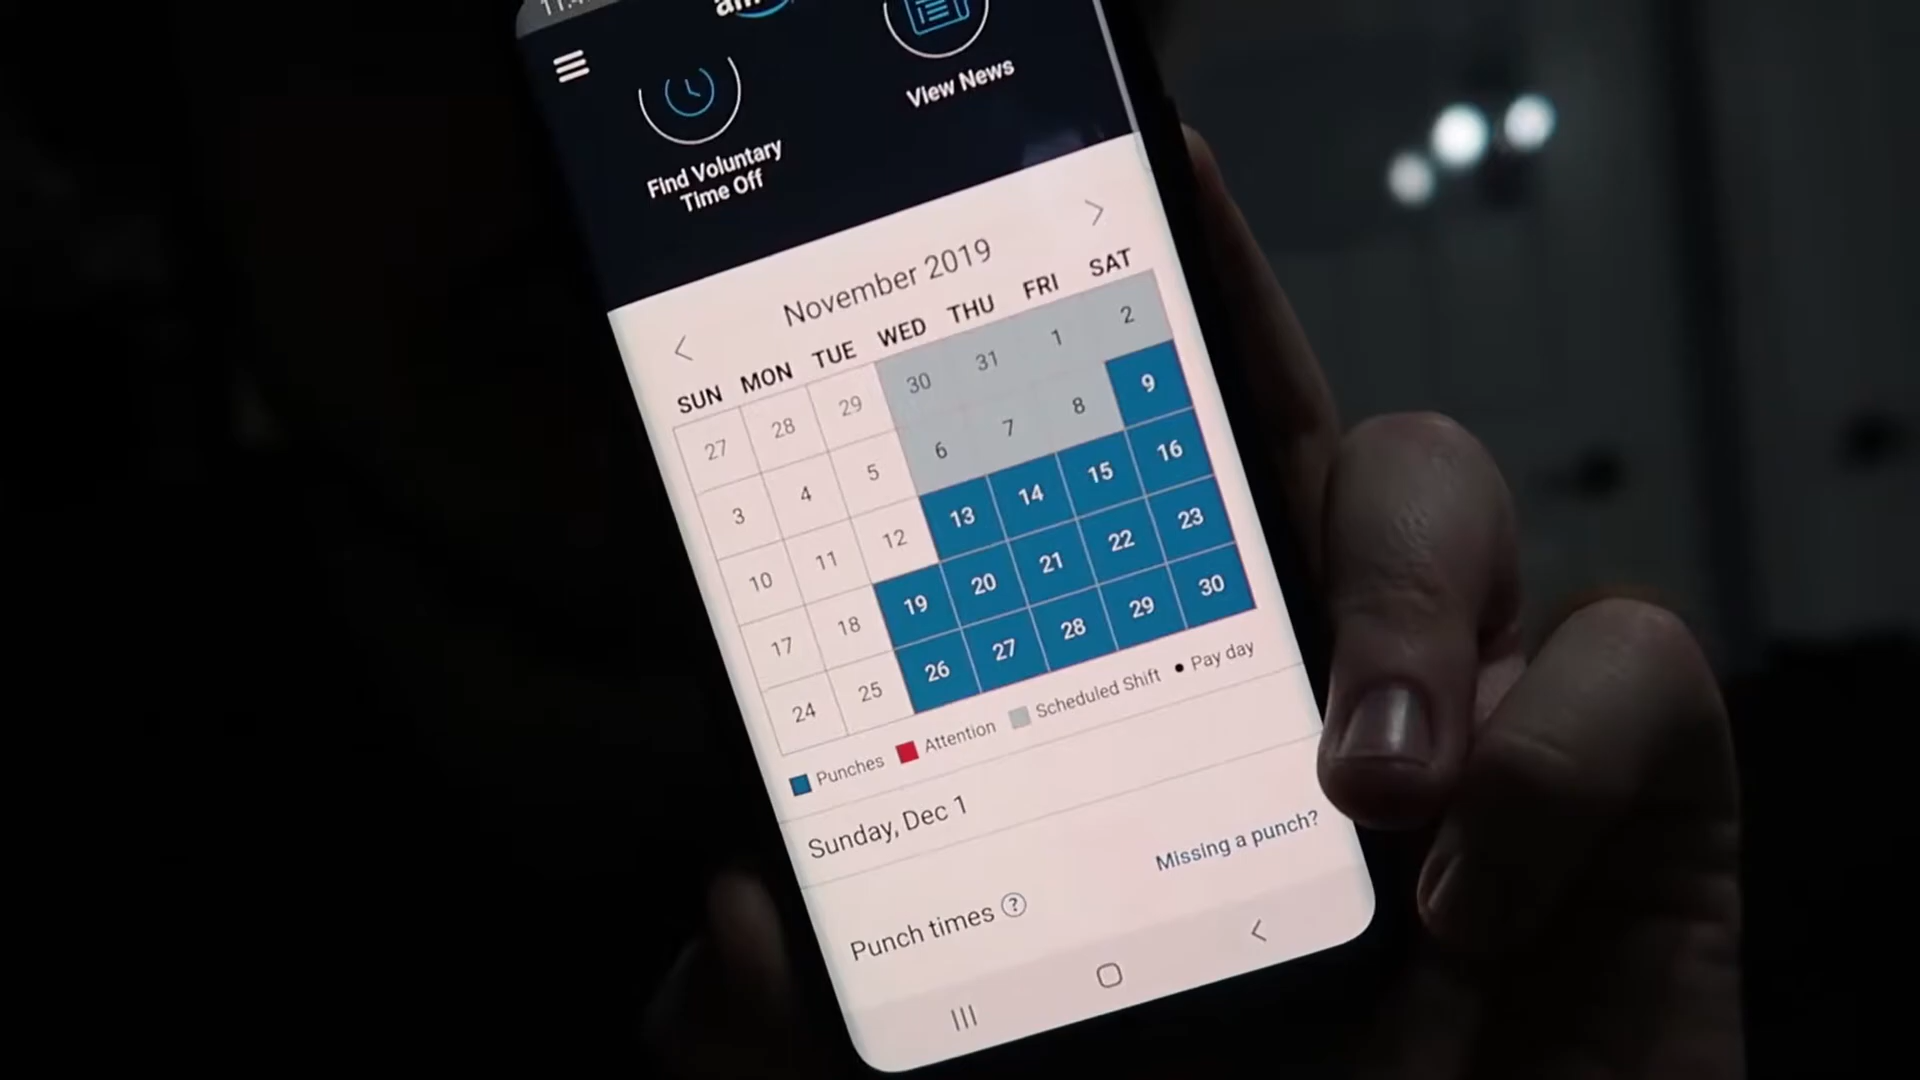 View News
Find Voluntary
Time Off
November 2019
SUN MON TUE WED THU FRI SAT
27 28 29 30 31 1 2
3 4 5 6 7 8 9
10 11 12 13 14 15 16
17 18 19 20 21 22 23
24 25 26 27 28 29 30
Punches Attention Scheduled Shift Pay day
Sunday, Dec 1
Missing a punch?
Punch times ?